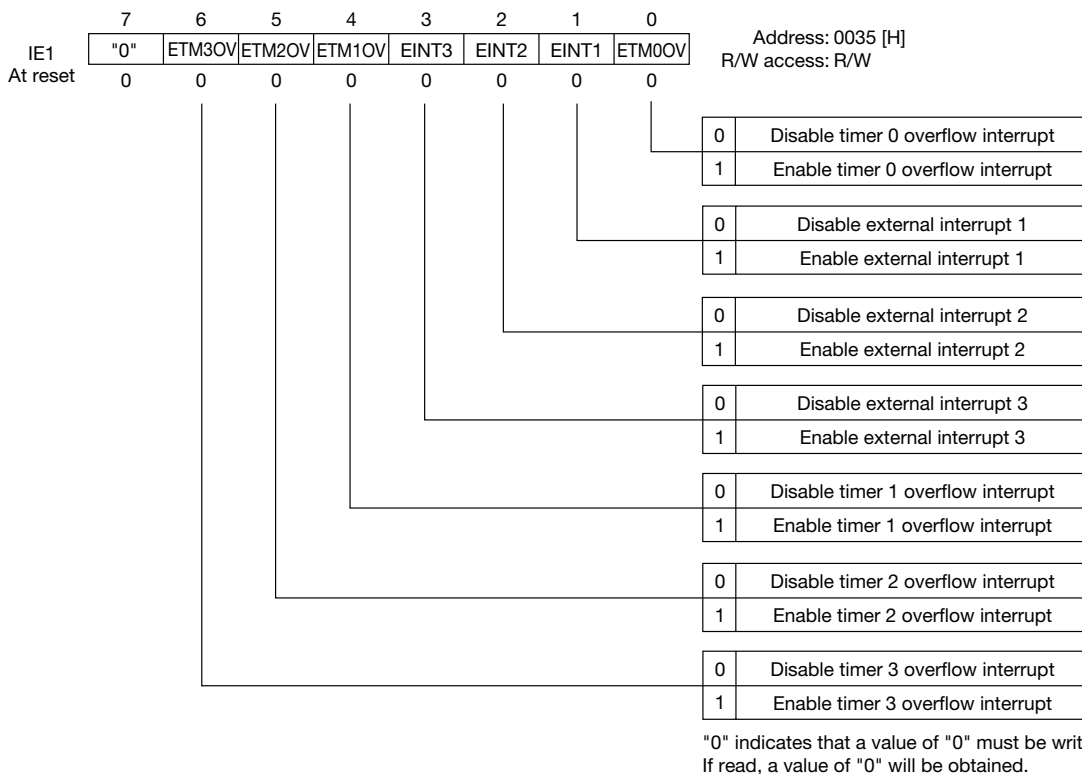 7 6 5 4 3 2 1 0
IE1 "0" ETM3OV ETM2OV ETM1OV EINT3 EINT2 EINT1 ETM0OV
At reset 0 0 0 0 0 0 0 0
Address: 0035 [H]
R/W access: R/W
0 Disable timer 0 overflow interrupt
1 Enable timer 0 overflow interrupt
0 Disable external interrupt 1
1 Enable external interrupt 1
0 Disable external interrupt 2
1 Enable external interrupt 2
0 Disable external interrupt 3
1 Enable external interrupt 3
0 Disable timer 1 overflow interrupt
1 Enable timer 1 overflow interrupt
0 Disable timer 2 overflow interrupt
1 Enable timer 2 overflow interrupt
0 Disable timer 3 overflow interrupt
1 Enable timer 3 overflow interrupt
"0" indicates that a value of "0" must be
If read, a value of "0" will be obtained.